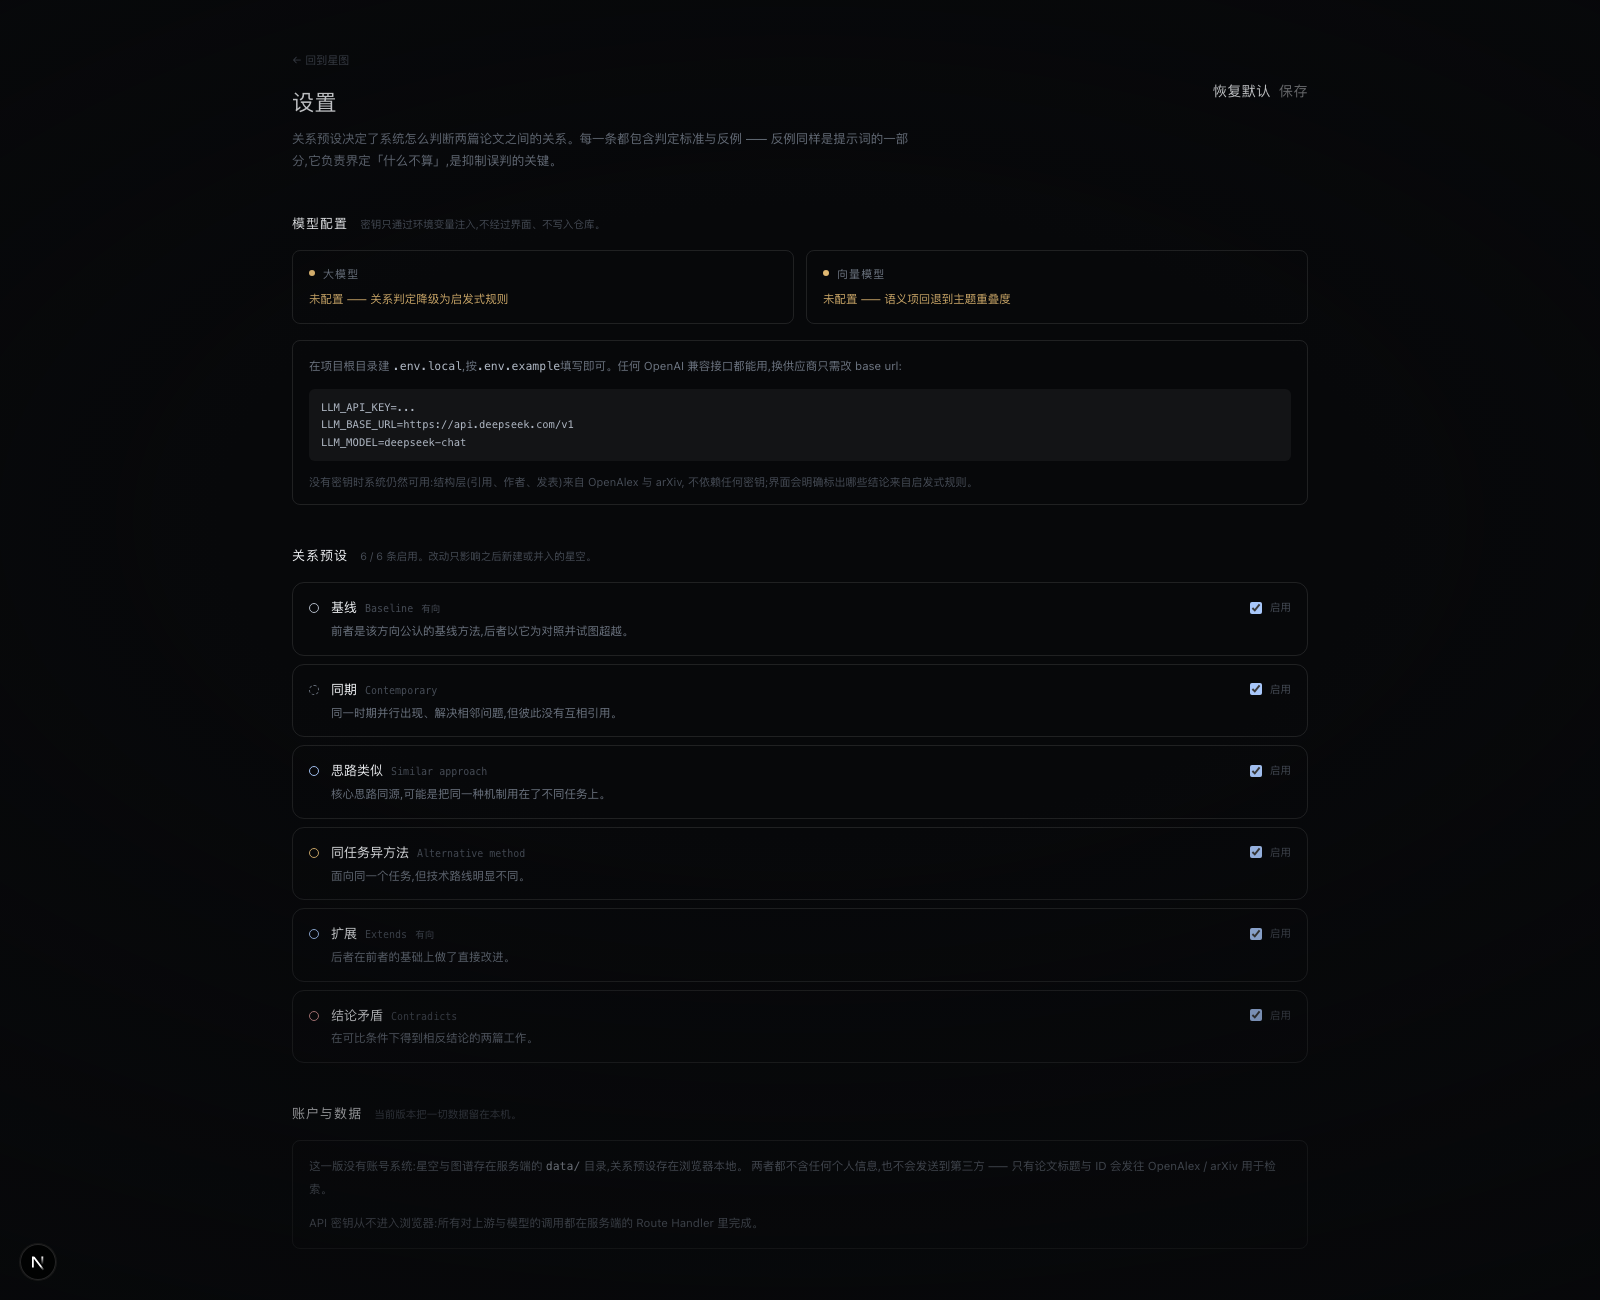 ← 回到星图
设置
恢复默认 保存
关系预设决定了系统怎么判断两篇论文之间的关系。每一条都包含判定标准与反例 —— 反例同样是提示词的一部
分,它负责界定「什么不算」,是抑制误判的关键。
模型配置 密钥只通过环境变量注入,不经过界面、不写入仓库。
大模型
未配置 —— 关系判定降级为启发式规则
向量模型
未配置 —— 语义项回退到主题重叠度
在项目根目录建 .env.local,按.env.example填写即可。任何 OpenAI 兼容接口都能用,换供应商只需改 base url:
LLM_API_KEY=...
LLM_BASE_URL=https://api.deepseek.com/v1
LLM_MODEL=deepseek-chat
没有密钥时系统仍然可用:结构层(引用、作者、发表)来自 OpenAlex 与 arXiv, 不依赖任何密钥;界面会明确标出哪些结论来自启发式规则。
关系预设 6 / 6 条启用。改动只影响之后新建或并入的星空。
基线 Baseline 有向 启用
前者是该方向公认的基线方法,后者以它为对照并试图超越。
同期 Contemporary 启用
同一时期并行出现、解决相邻问题,但彼此没有互相引用。
思路类似 Similar approach 启用
核心思路同源,可能是把同一种机制用在了不同任务上。
同任务异方法 Alternative method 启用
面向同一个任务,但技术路线明显不同。
扩展 Extends 有向 启用
后者在前者的基础上做了直接改进。
结论矛盾 Contradicts 启用
在可比条件下得到相反结论的两篇工作。
账户与数据 当前版本把一切数据留在本机。
这一版没有账号系统:星空与图谱存在服务端的 data/ 目录,关系预设存在浏览器本地。 两者都不含任何个人信息,也不会发送到第三方 —— 只有论文标题与 ID 会发往 OpenAlex / arXiv 用于检
索。
API 密钥从不进入浏览器:所有对上游与模型的调用都在服务端的 Route Handler 里完成。
N